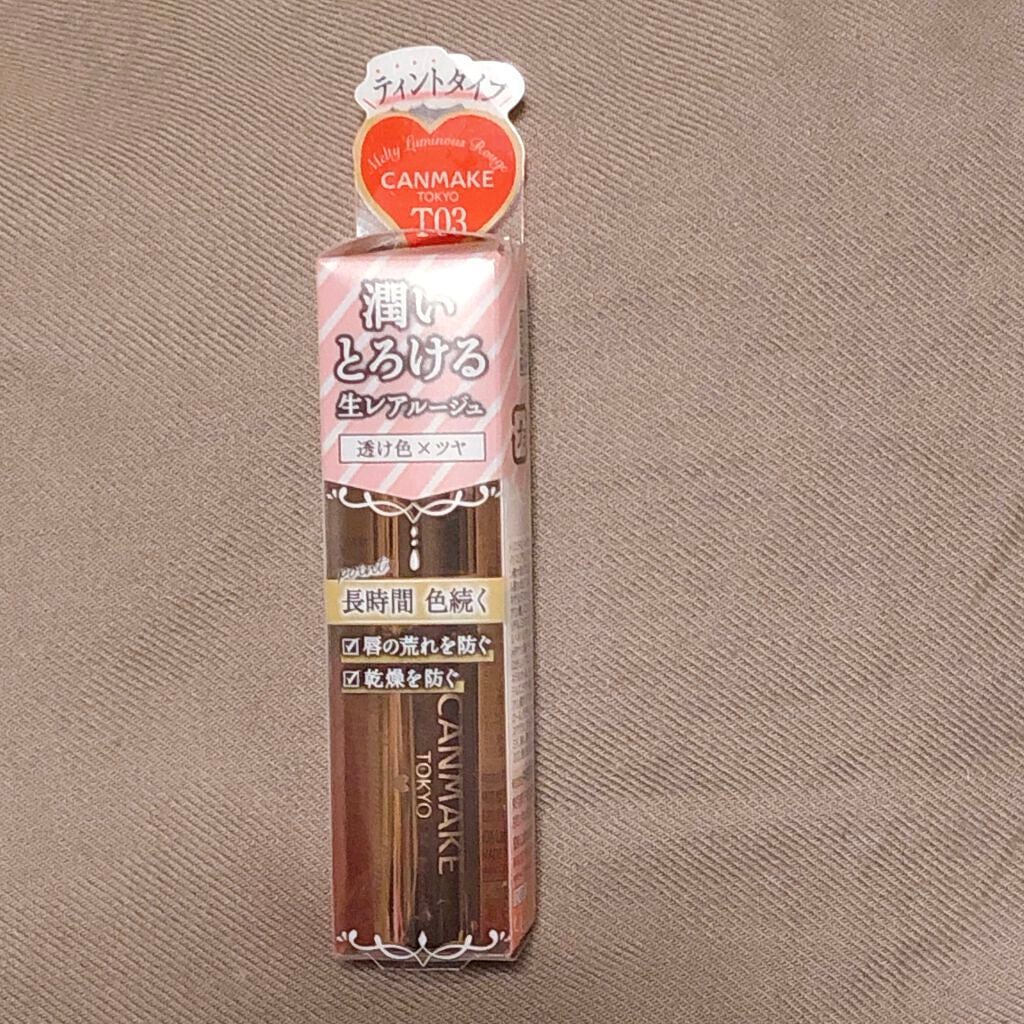 ティントタイプ
Melty Luminous Rouge
CANMAKE
TOKYO
T03
潤い
とろける
生レアルージュ
透け色×ツヤ
point
長時間 色続く
☑唇の荒れを防ぐ
☑乾燥を防ぐ
CANMAKE
TOKYO